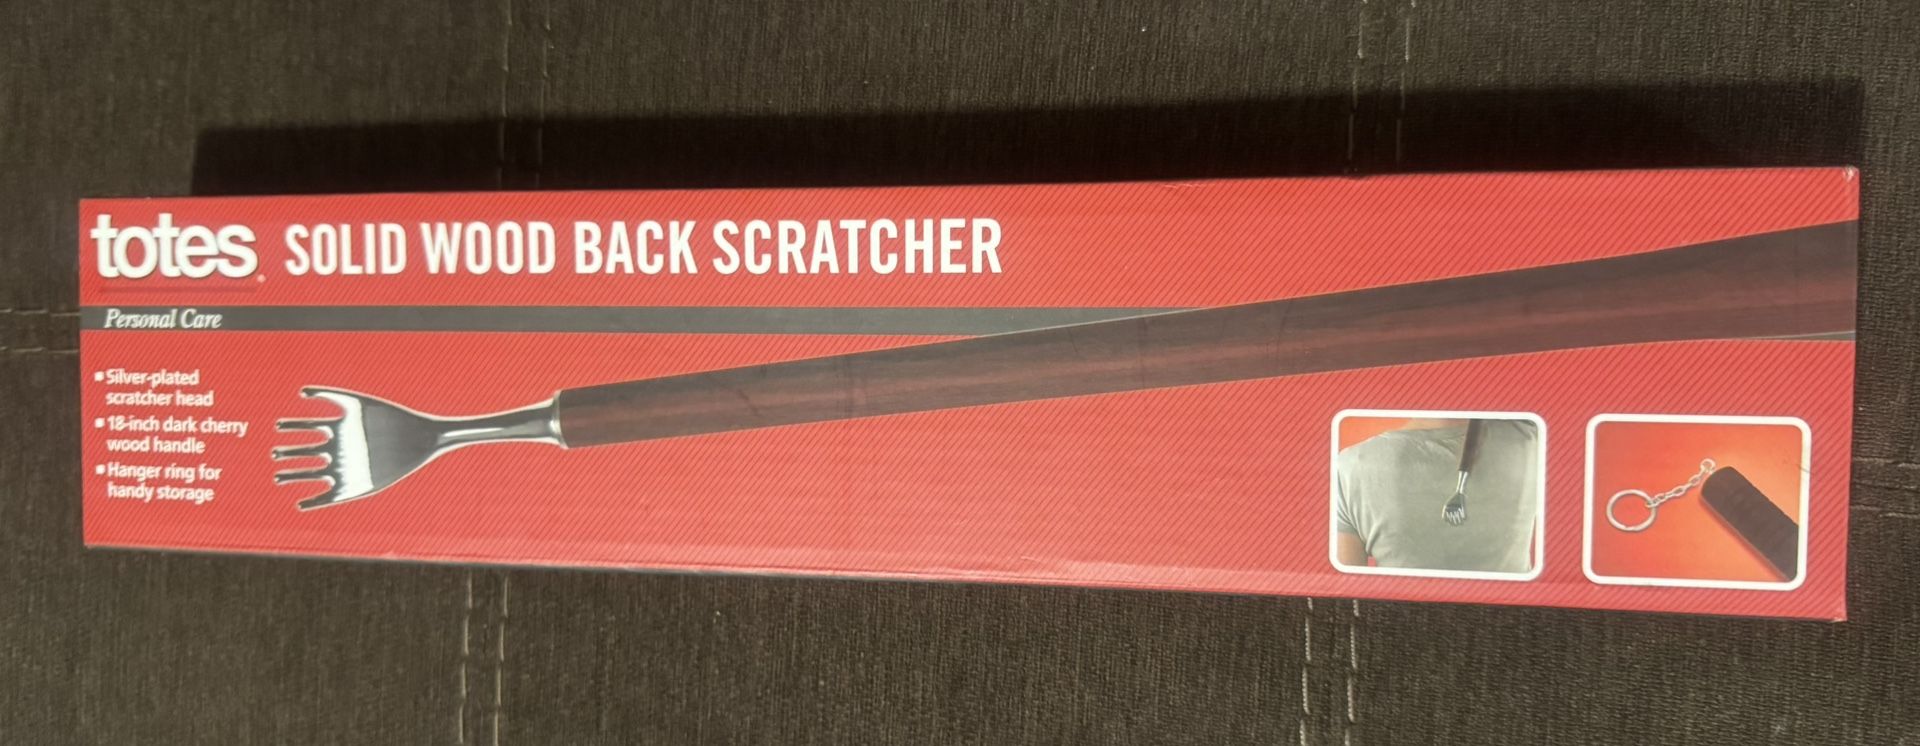 totes® SOLID WOOD BACK SCRATCHER
Personal Care
▪ Silver-plated
scratcher head
▪ 18-inch dark cherry
wood handle
▪ Hanger ring for
handy storage